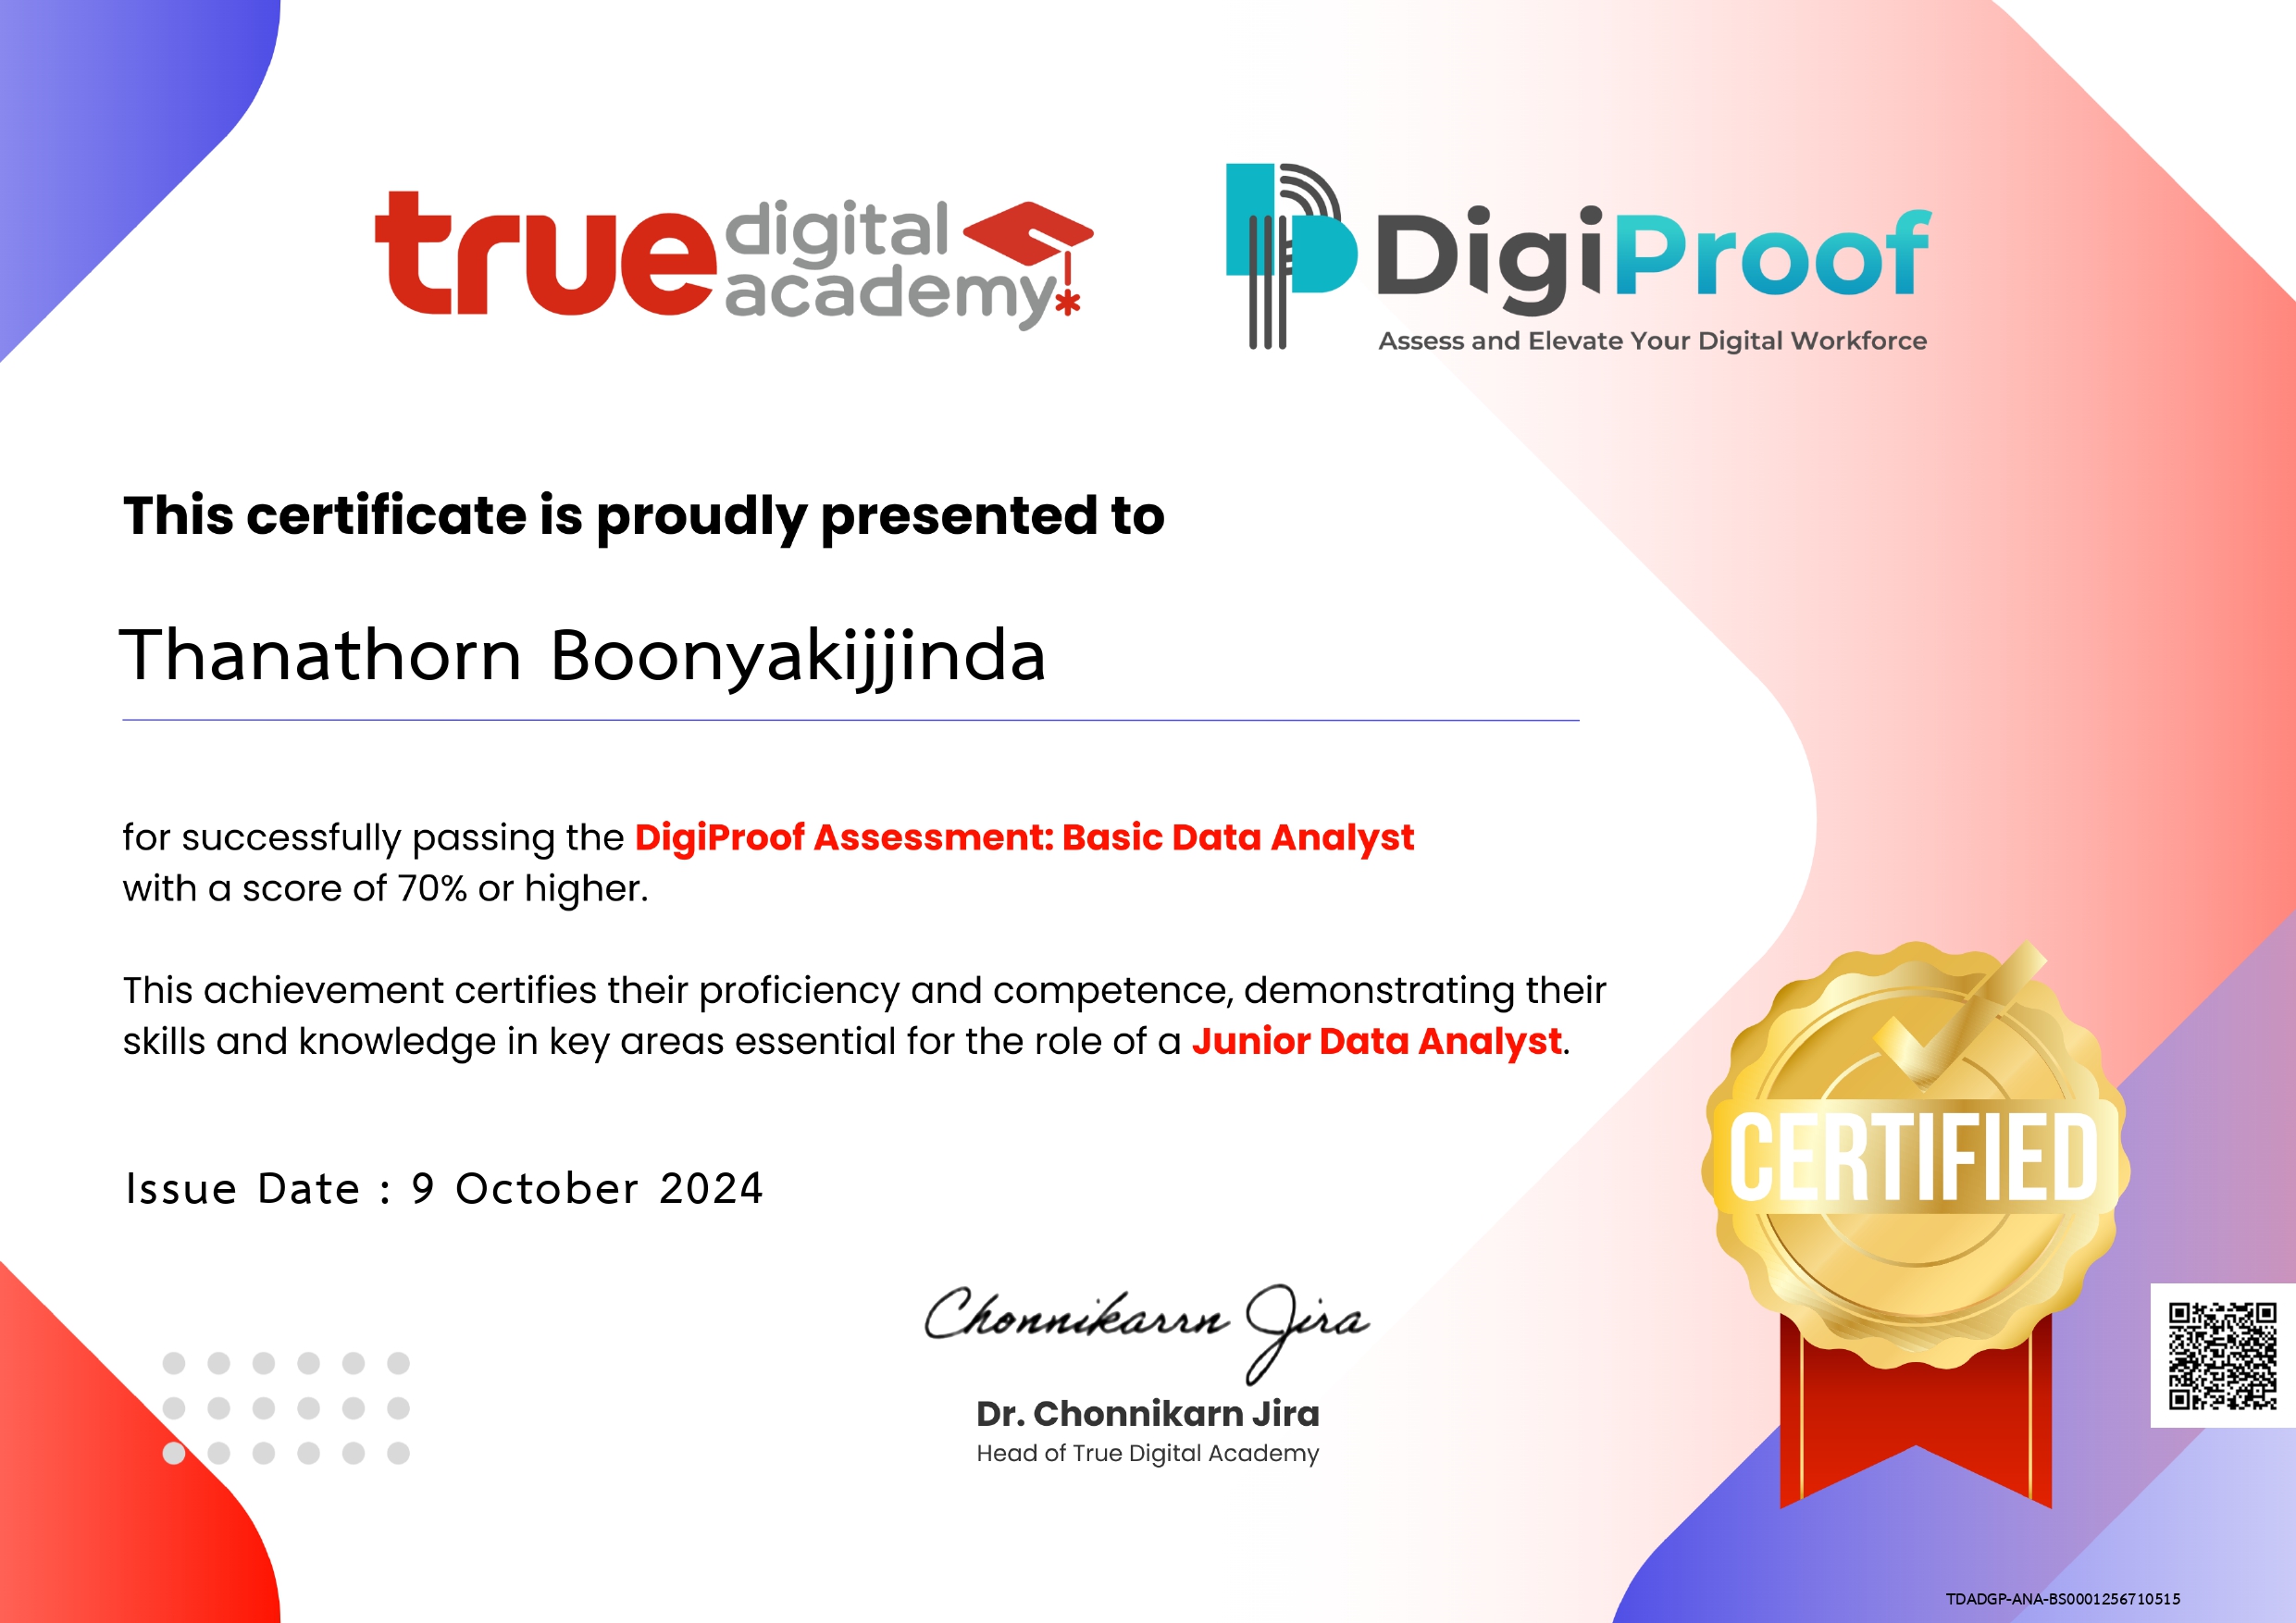 true digital academy
DigiProof
Assess and Elevate Your Digital Workforce
This certificate is proudly presented to
Thanathorn Boonyakijjinda
for successfully passing the DigiProof Assessment: Basic Data Analyst
with a score of 70% or higher.
This achievement certifies their proficiency and competence, demonstrating their
skills and knowledge in key areas essential for the role of a Junior Data Analyst.
CERTIFIED
Issue Date : 9 October 2024
Chonnikarrn Jira
Dr. Chonnikarn Jira
Head of True Digital Academy
TDADGP-ANA-BS0001256710515